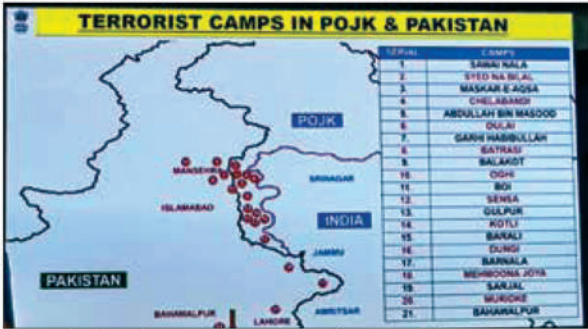 TERRORIST CAMPS IN POJK & PAKISTAN
SERIAL CAMPS
1. SAWAI NALA
2. SYED NA BILAL
3. MASKAR-E-AQSA
4. CHELABANDI
5. ABDULLAH BIN MASOOD
6. DULAI
7. GARHI HABIBULLAH
8. BATRASI
9. BALAKOT
10. OGHI
11. BOI
12. SENSA
13. GULPUR
14. KOTLI
15. BARALI
16. DUNGI
17. BARNALA
18. MEHMOONA JOYA
19. SARJAL
20. MURIDKE
21. BAHAWALPUR
POJK
MANSEHRA
SRINAGAR
ISLAMABAD
INDIA
JAMMU
PAKISTAN
AMRITSAR
BAHAWALPUR
LAHORE